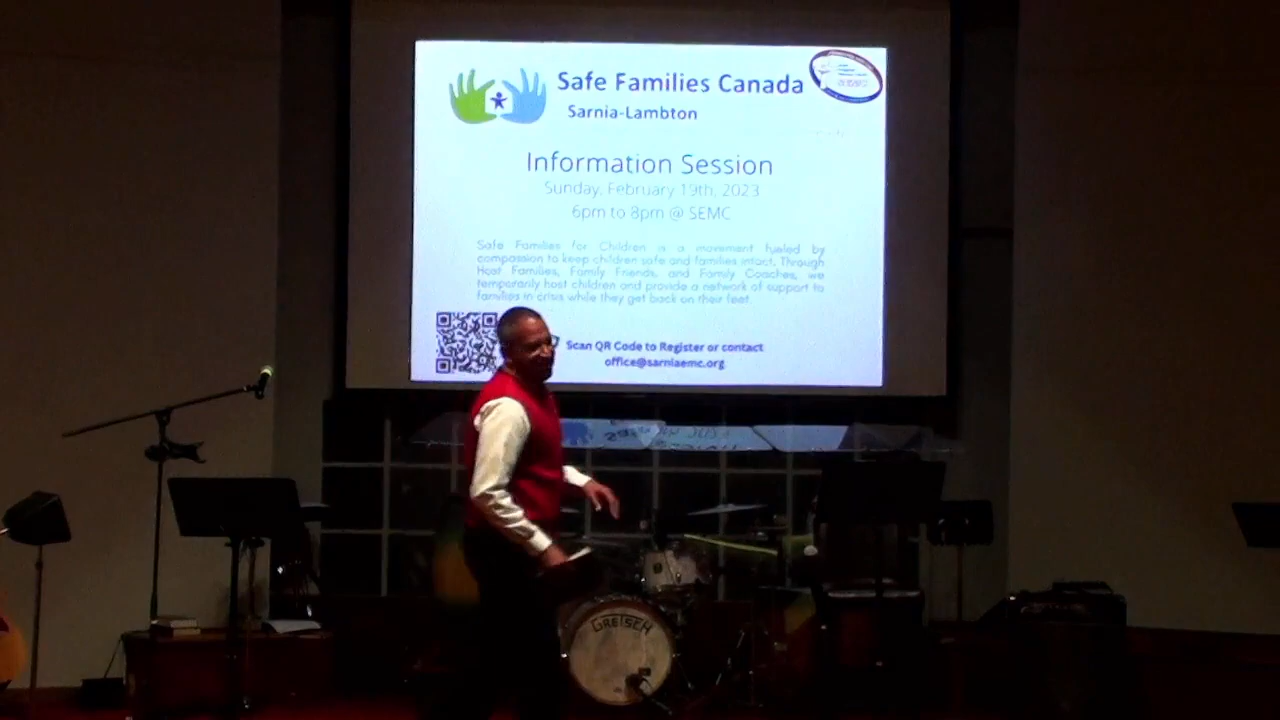 Safe Families Canada
Sarnia-Lambton
Information Session
Sunday, February 19th, 2023
6pm to 8pm @ SEMC
Safe Families for Children is a movement fueled by
compassion to keep children safe and families intact. Through
Host Families, Family Friends, and Family Coaches, we
temporarily host children and provide a network of support to
families in crisis while they get back on their feet.
Scan QR Code to Register or contact
office@sarniaemc.org
GRETSCH